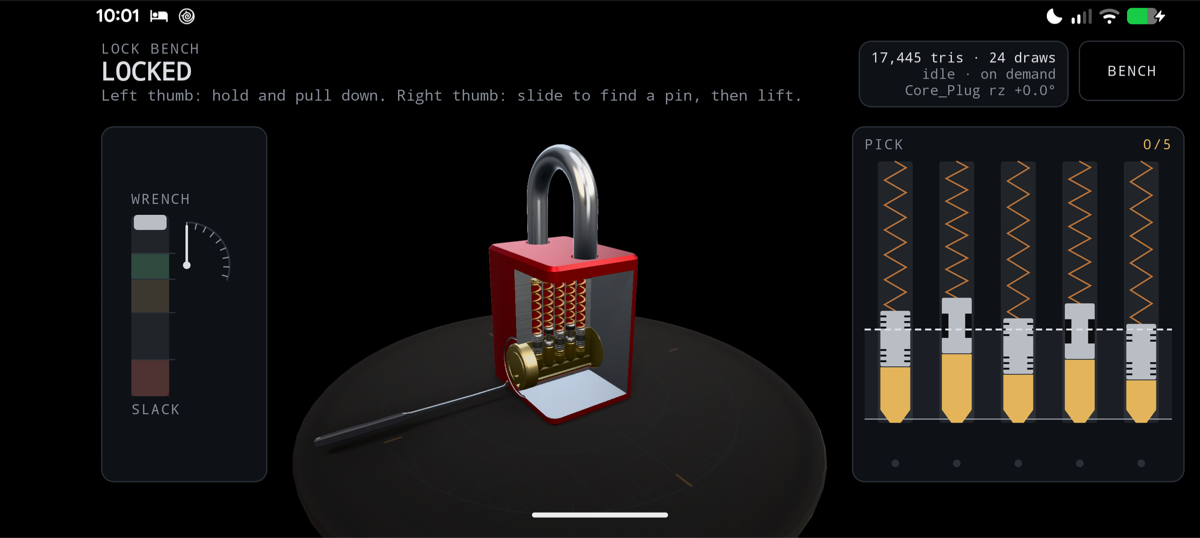 10:01
LOCK BENCH
LOCKED
Left thumb: hold and pull down. Right thumb: slide to find a pin, then lift.
17,445 tris · 24 draws
idle · on demand
Core_Plug rz +0.0°
BENCH
WRENCH
SLACK
PICK
0/5